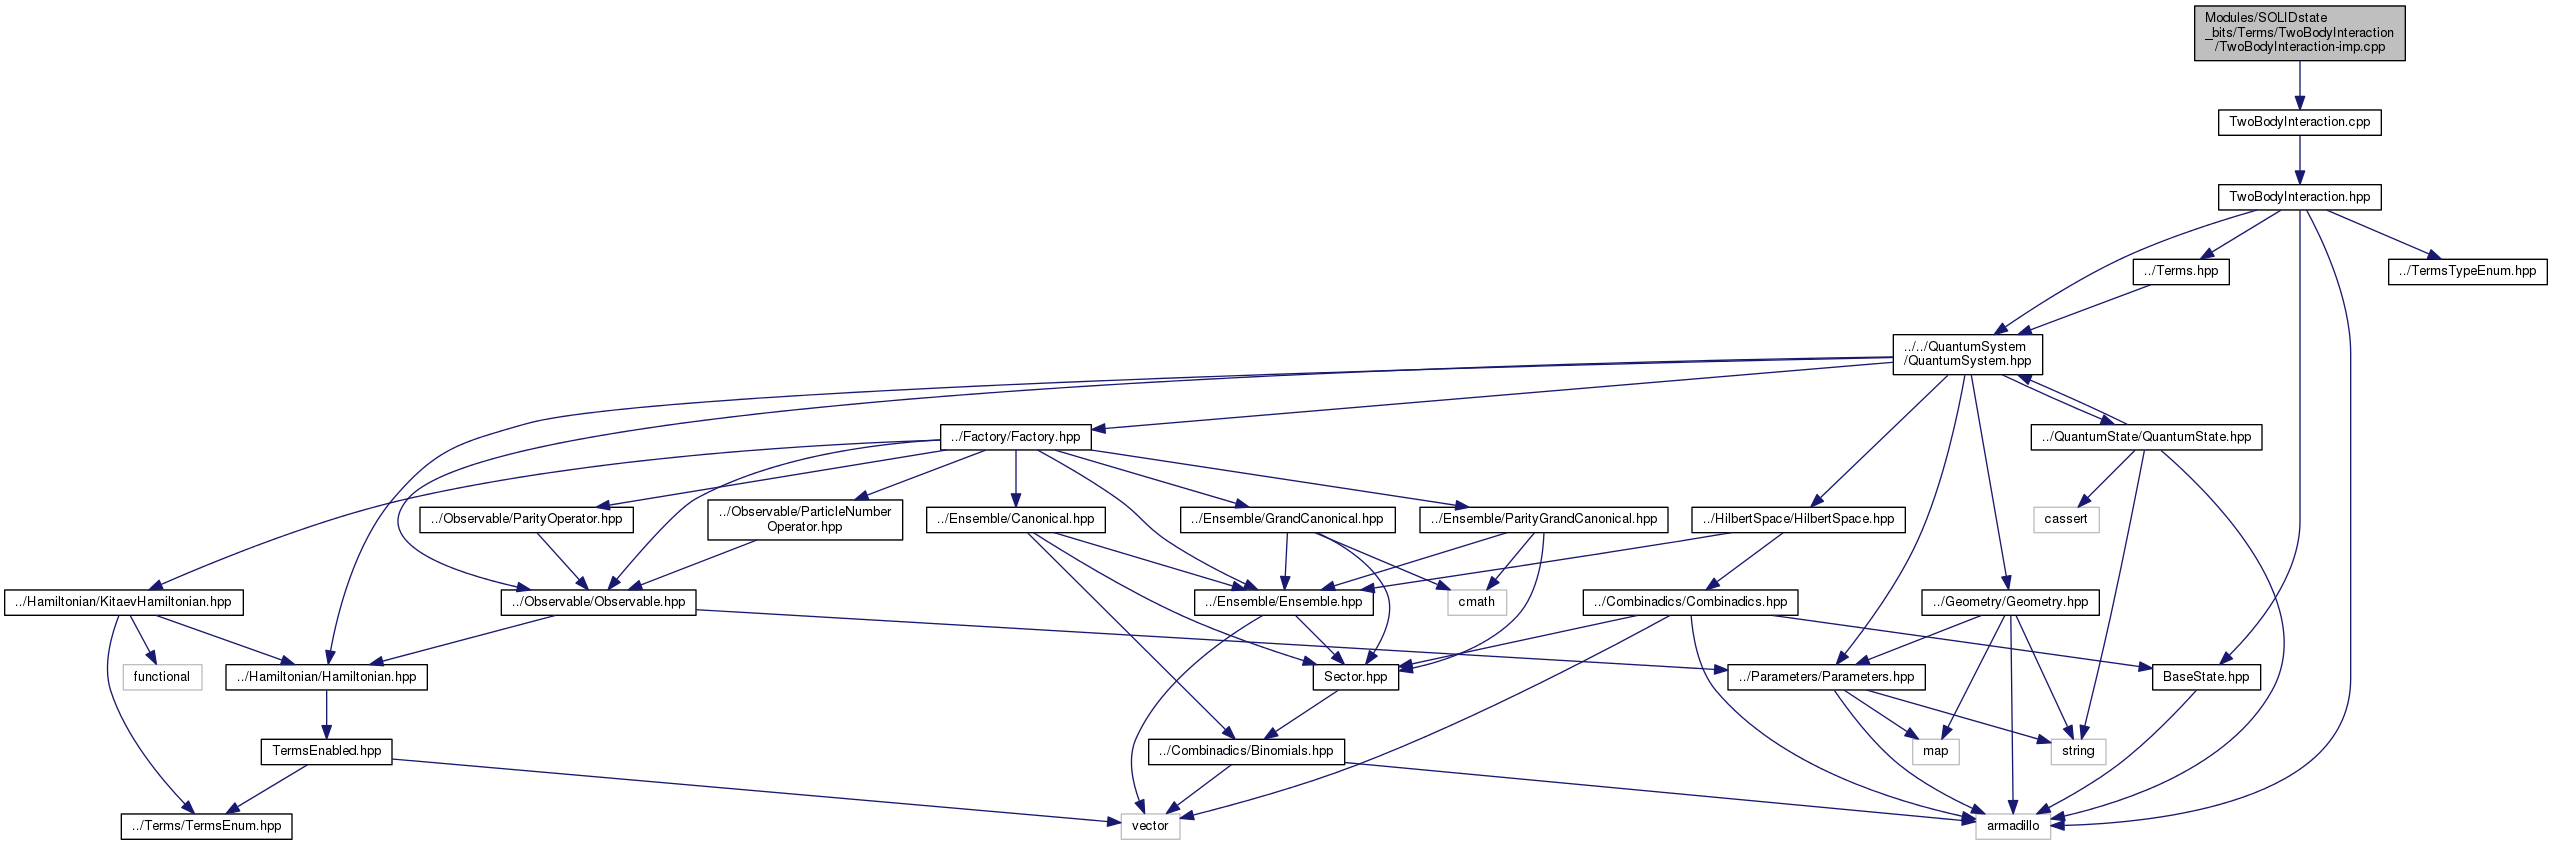 Modules/SOLIDstate
_bits/Terms/TwoBodyInteraction
/TwoBodyInteraction-imp.cpp
TwoBodyInteraction.cpp
TwoBodyInteraction.hpp
../Terms.hpp
../TermsTypeEnum.hpp
../../QuantumSystem
/QuantumSystem.hpp
../Factory/Factory.hpp
../QuantumState/QuantumState.hpp
../Observable/ParityOperator.hpp
../Observable/ParticleNumber
Operator.hpp
../Ensemble/Canonical.hpp
../Ensemble/GrandCanonical.hpp
../Ensemble/ParityGrandCanonical.hpp
../HilbertSpace/HilbertSpace.hpp
cassert
../Hamiltonian/KitaevHamiltonian.hpp
../Observable/Observable.hpp
../Ensemble/Ensemble.hpp
cmath
../Combinadics/Combinadics.hpp
../Geometry/Geometry.hpp
functional
../Hamiltonian/Hamiltonian.hpp
Sector.hpp
../Parameters/Parameters.hpp
BaseState.hpp
TermsEnabled.hpp
../Combinadics/Binomials.hpp
map
string
../Terms/TermsEnum.hpp
vector
armadillo